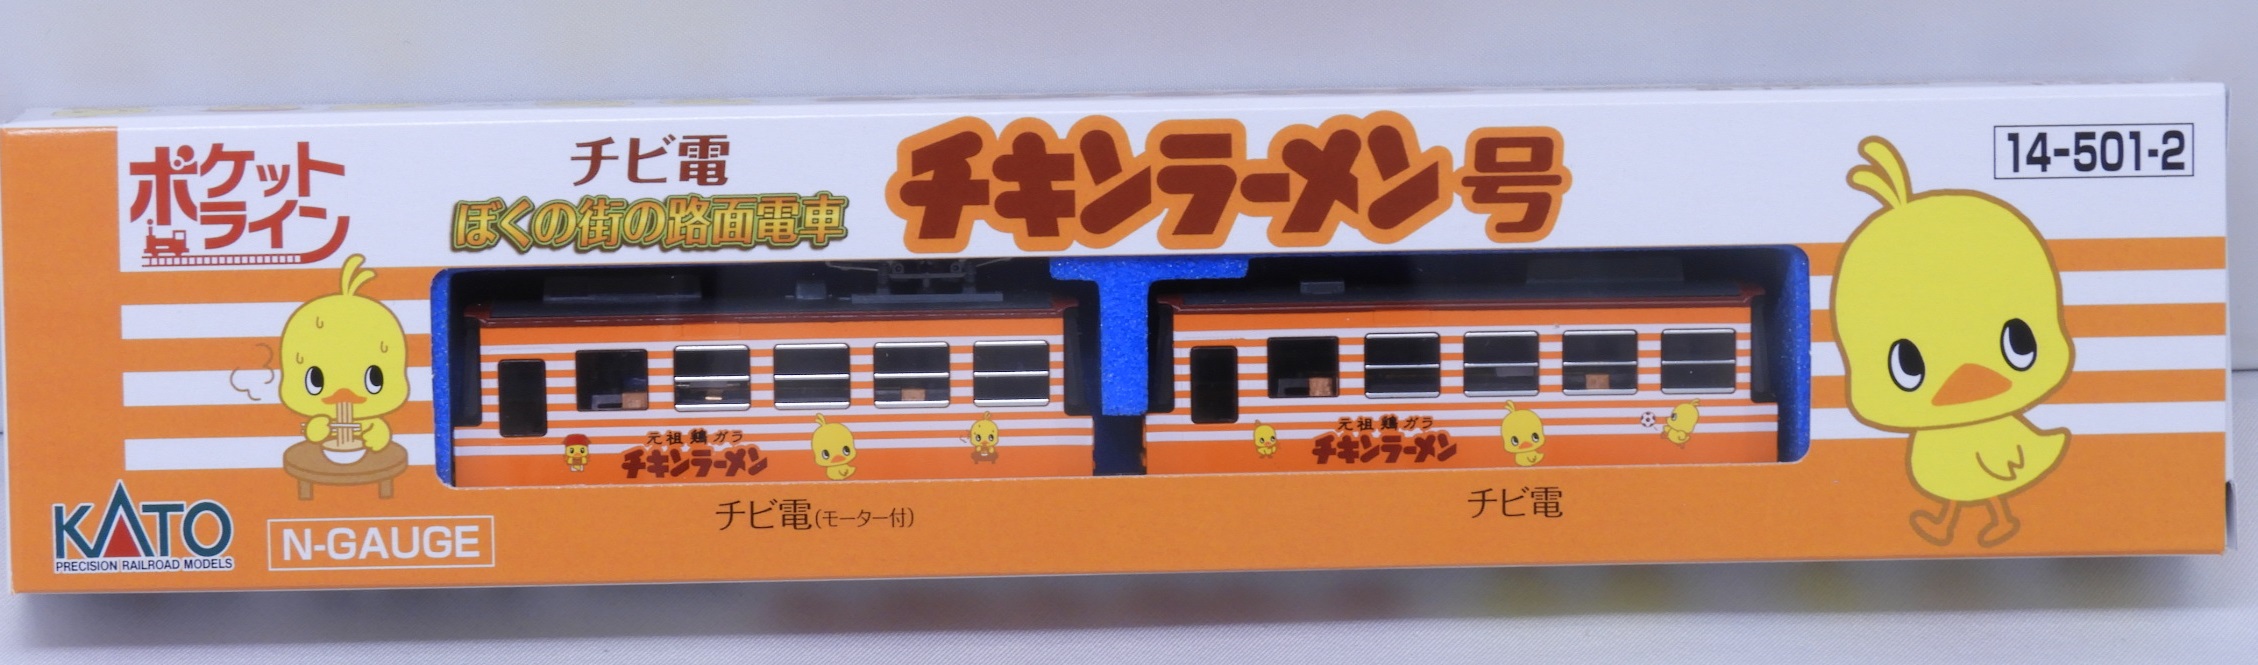 ポケット
ライン
チビ電
ぼくの街の路面電車
チキンラーメン号
14-501-2
元祖鶏ガラ
チキンラーメン
元祖鶏ガラ
チキンラーメン
チビ電(モーター付)
チビ電
KATO
PRECISION RAILROAD MODELS
N-GAUGE